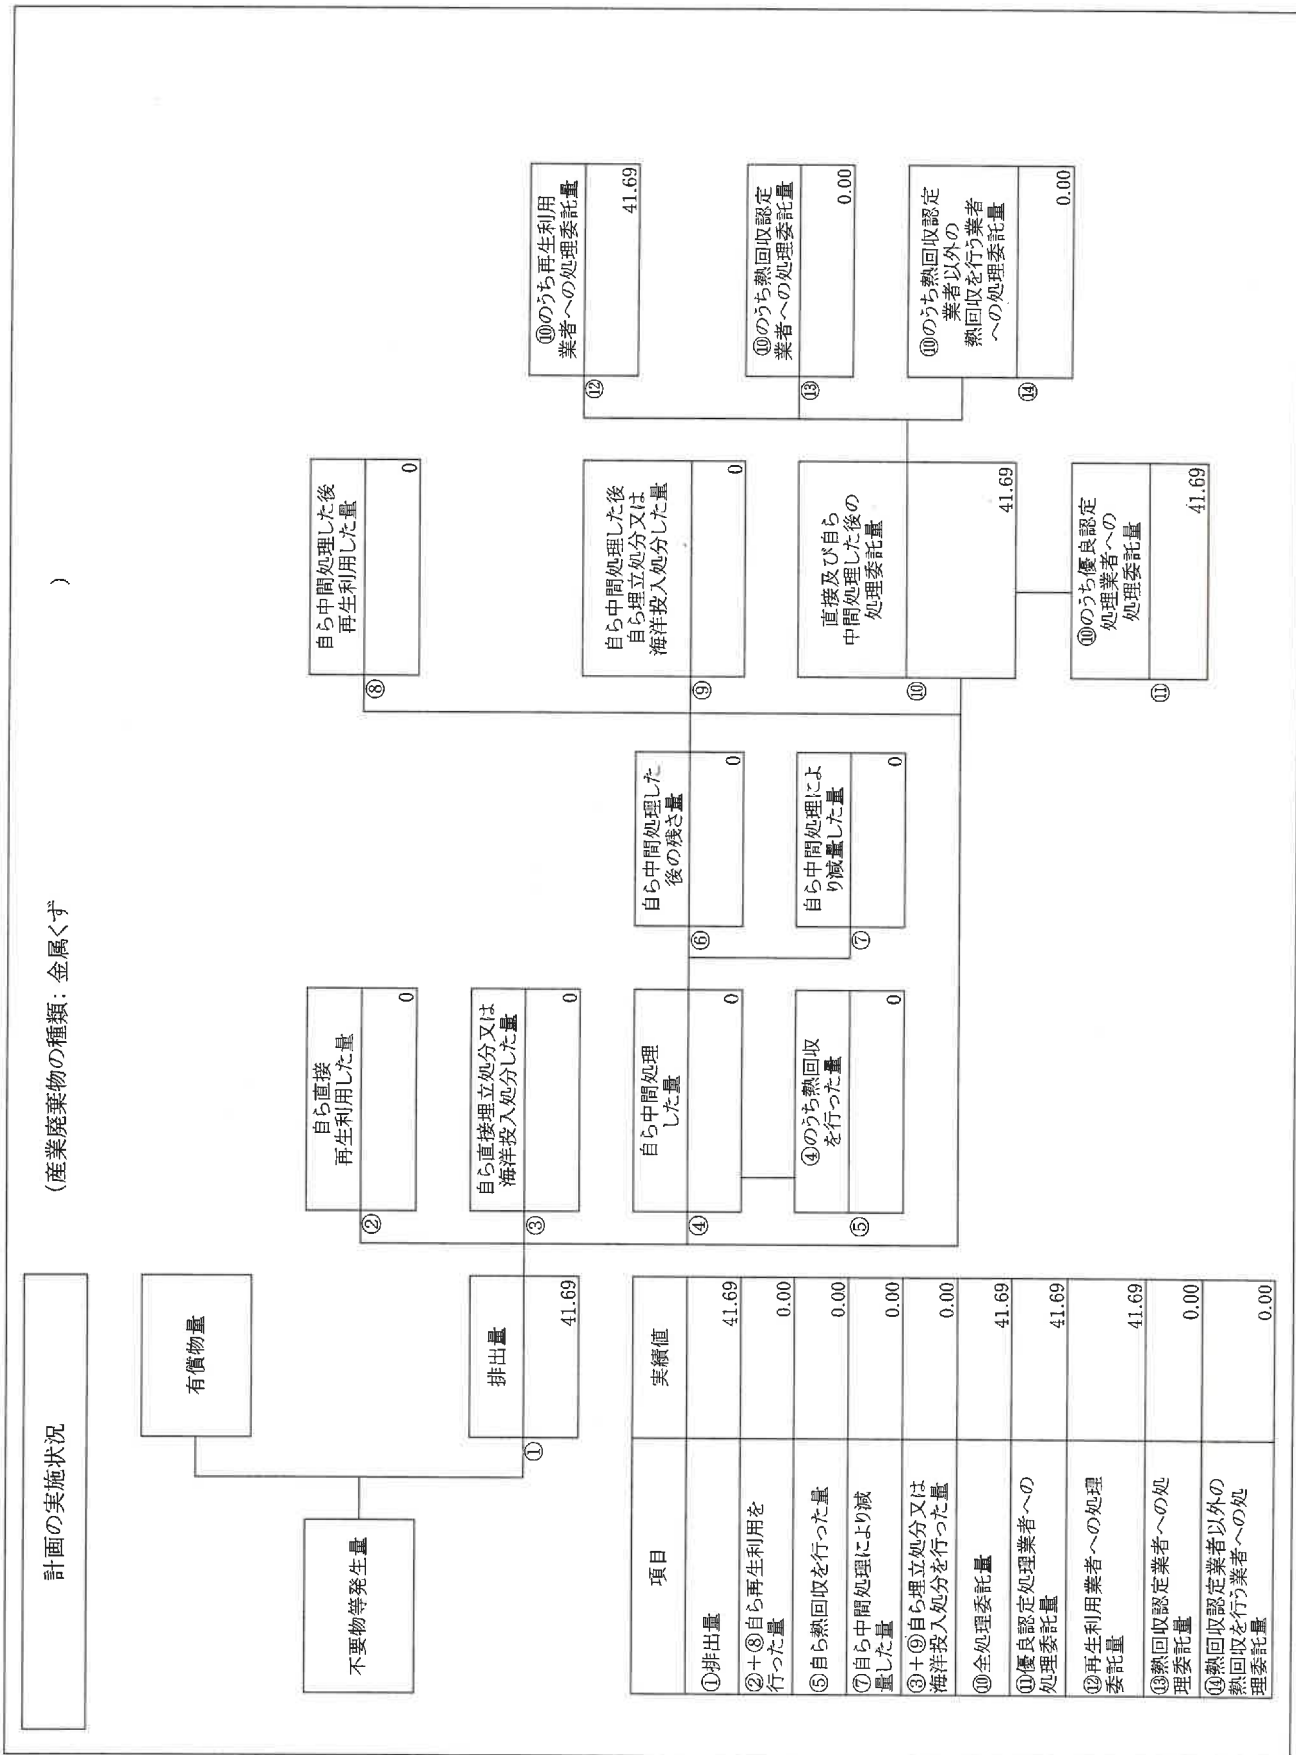 計画の実施状況
(産業廃棄物の種類: 金属くず
)
不要物等発生量
有償物量
①
排出量
41.69
②
自ら直接
再生利用した量
0
③
自ら直接埋立処分又は
海洋投入処分した量
0
④
自ら中間処理
した量
0
⑤
④のうち熱回収
を行った量
0
⑥
自ら中間処理した
後の残さ量
0
⑦
自ら中間処理によ
り減量した量
0
⑧
自ら中間処理した後
再生利用した量
0
⑨
自ら中間処理した後
自ら埋立処分又は
海洋投入処分した量
0
⑩
直接及び自ら
中間処理した後の
処理委託量
41.69
⑪
⑩のうち優良認定
処理業者への
処理委託量
41.69
⑫
⑩のうち再生利用
業者への処理委託量
41.69
⑬
⑩のうち熱回収認定
業者への処理委託量
0.00
⑭
⑩のうち熱回収認定
業者以外の
熱回収を行う業者
への処理委託量
0.00
項目 実績値
①排出量 41.69
②+⑧自ら再生利用を
行った量 0.00
⑤自ら熱回収を行った量 0.00
⑦自ら中間処理により減
量した量 0.00
③+⑨自ら埋立処分又は
海洋投入処分を行った量 0.00
⑩全処理委託量 41.69
⑪優良認定処理業者への
処理委託量 41.69
⑫再生利用業者への処理
委託量 41.69
⑬熱回収認定業者への処
理委託量 0.00
⑭熱回収認定業者以外の
熱回収を行う業者への処
理委託量 0.00